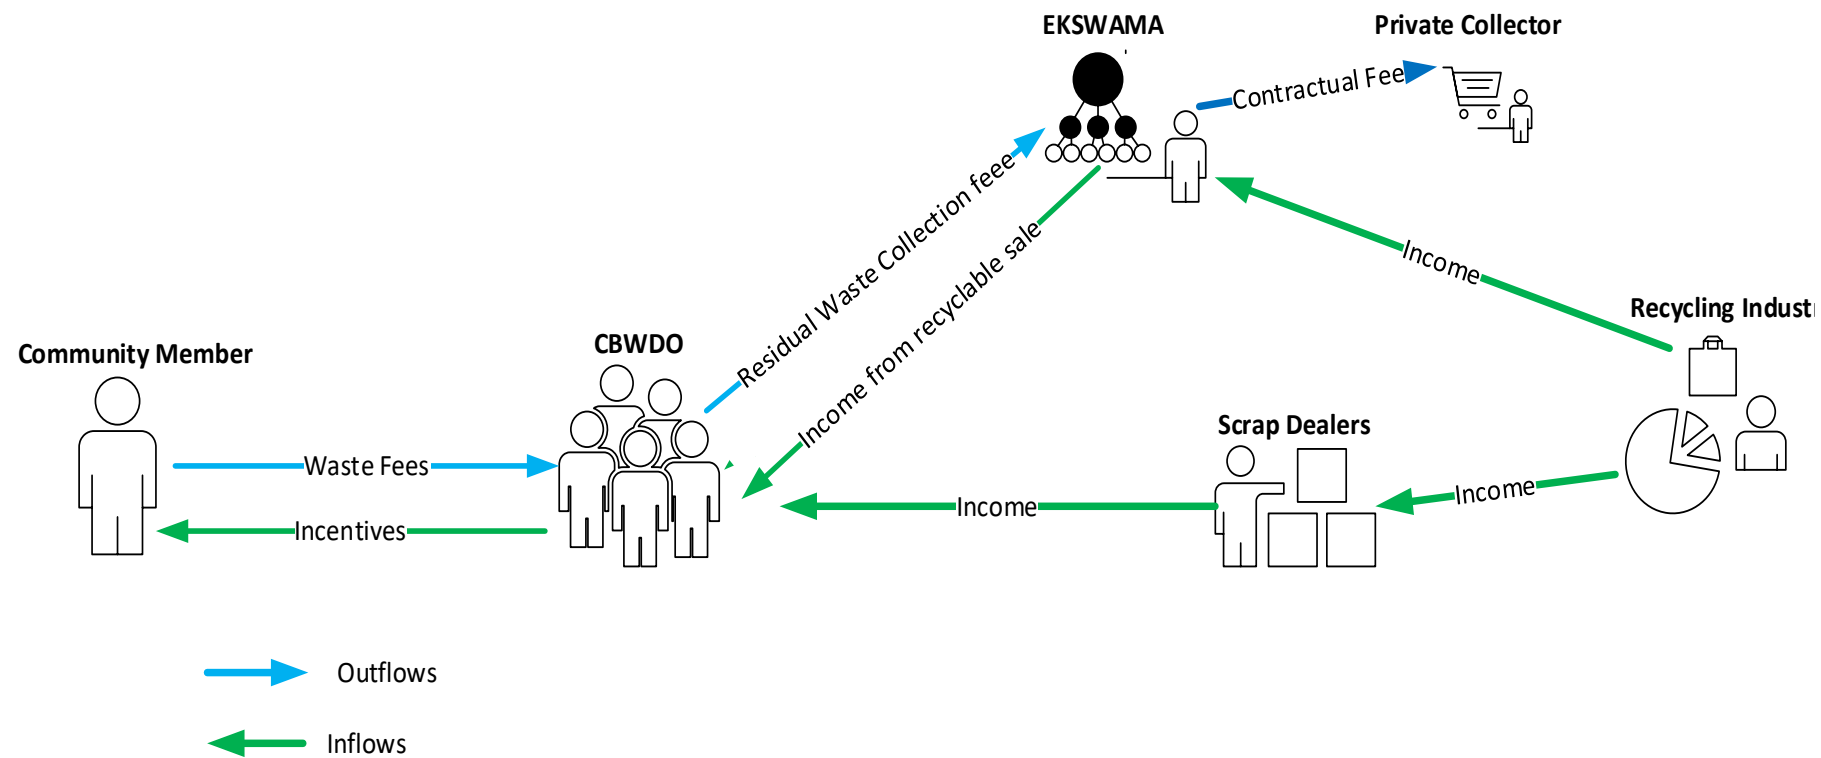 EKSWAMA
Private Collector
Contractual Fee
Residual Waste Collection feee
Income from recyclable sale
Income
Recycling Industr
CBWDO
Community Member
Scrap Dealers
Waste Fees
Income
Income
Incentives
Outflows
Inflows